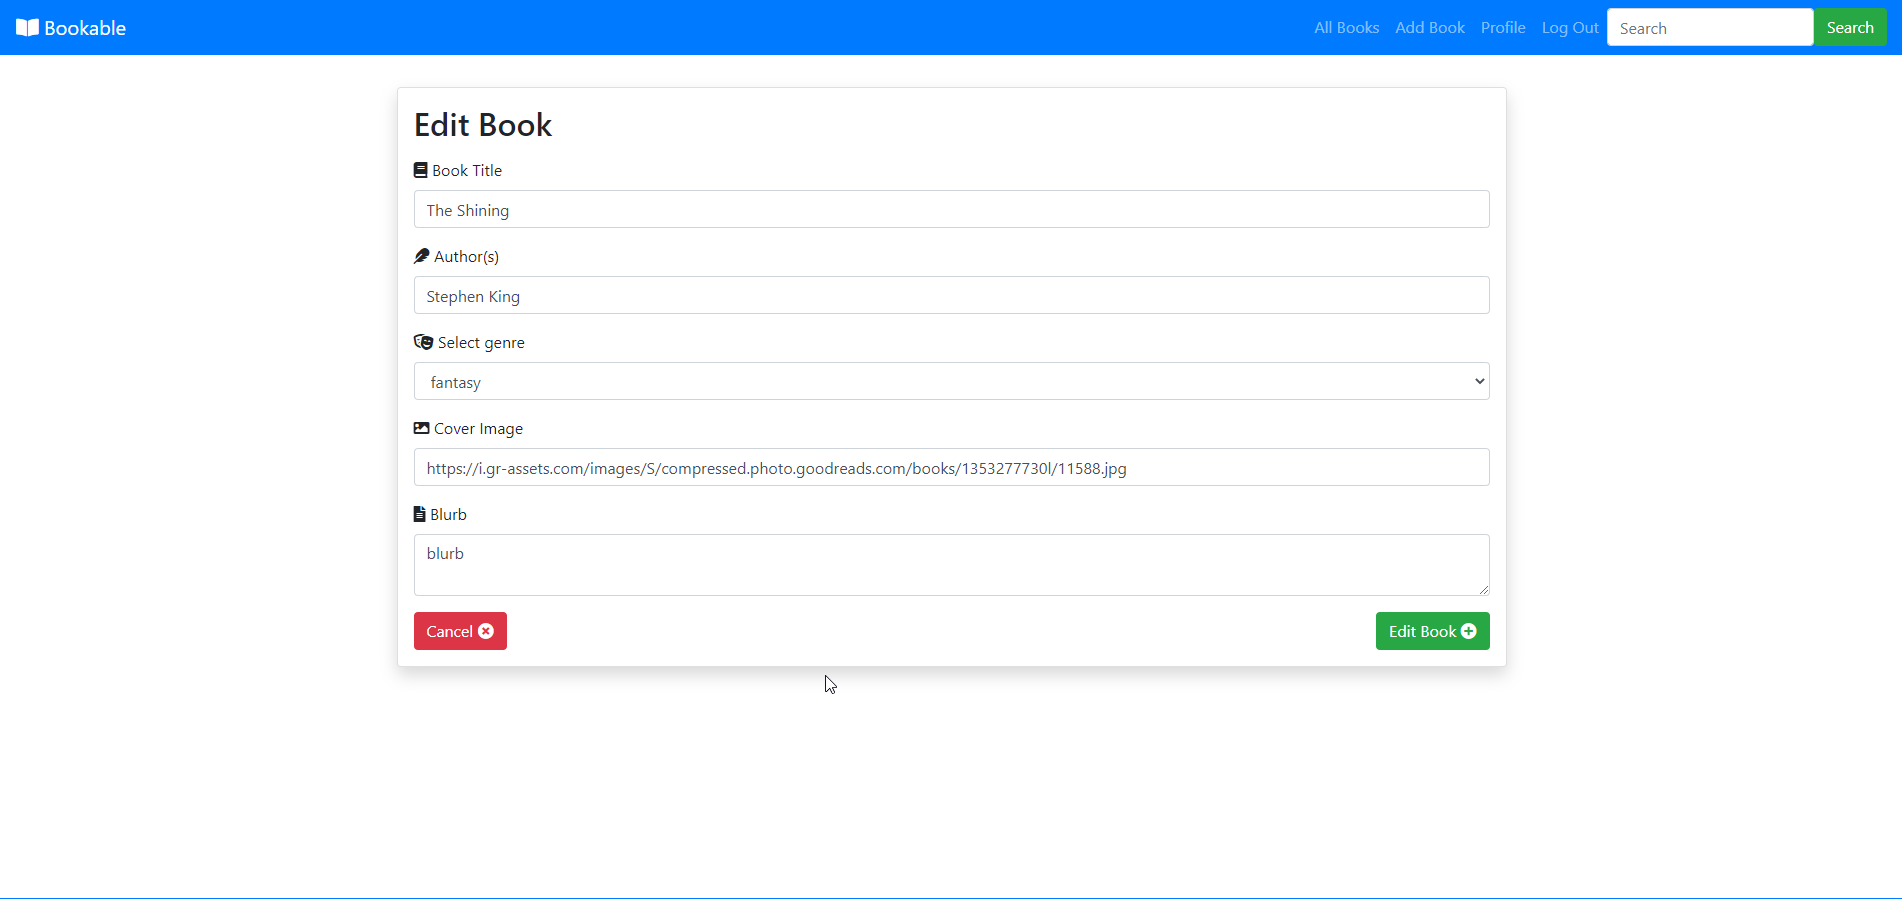 Bookable
All Books Add Book Profile Log Out Search Search
Edit Book
Book Title
The Shining
Author(s)
Stephen King
Select genre
fantasy
Cover Image
https://i.gr-assets.com/images/S/compressed.photo.goodreads.com/books/1353277730l/11588.jpg
Blurb
blurb
Cancel
Edit Book